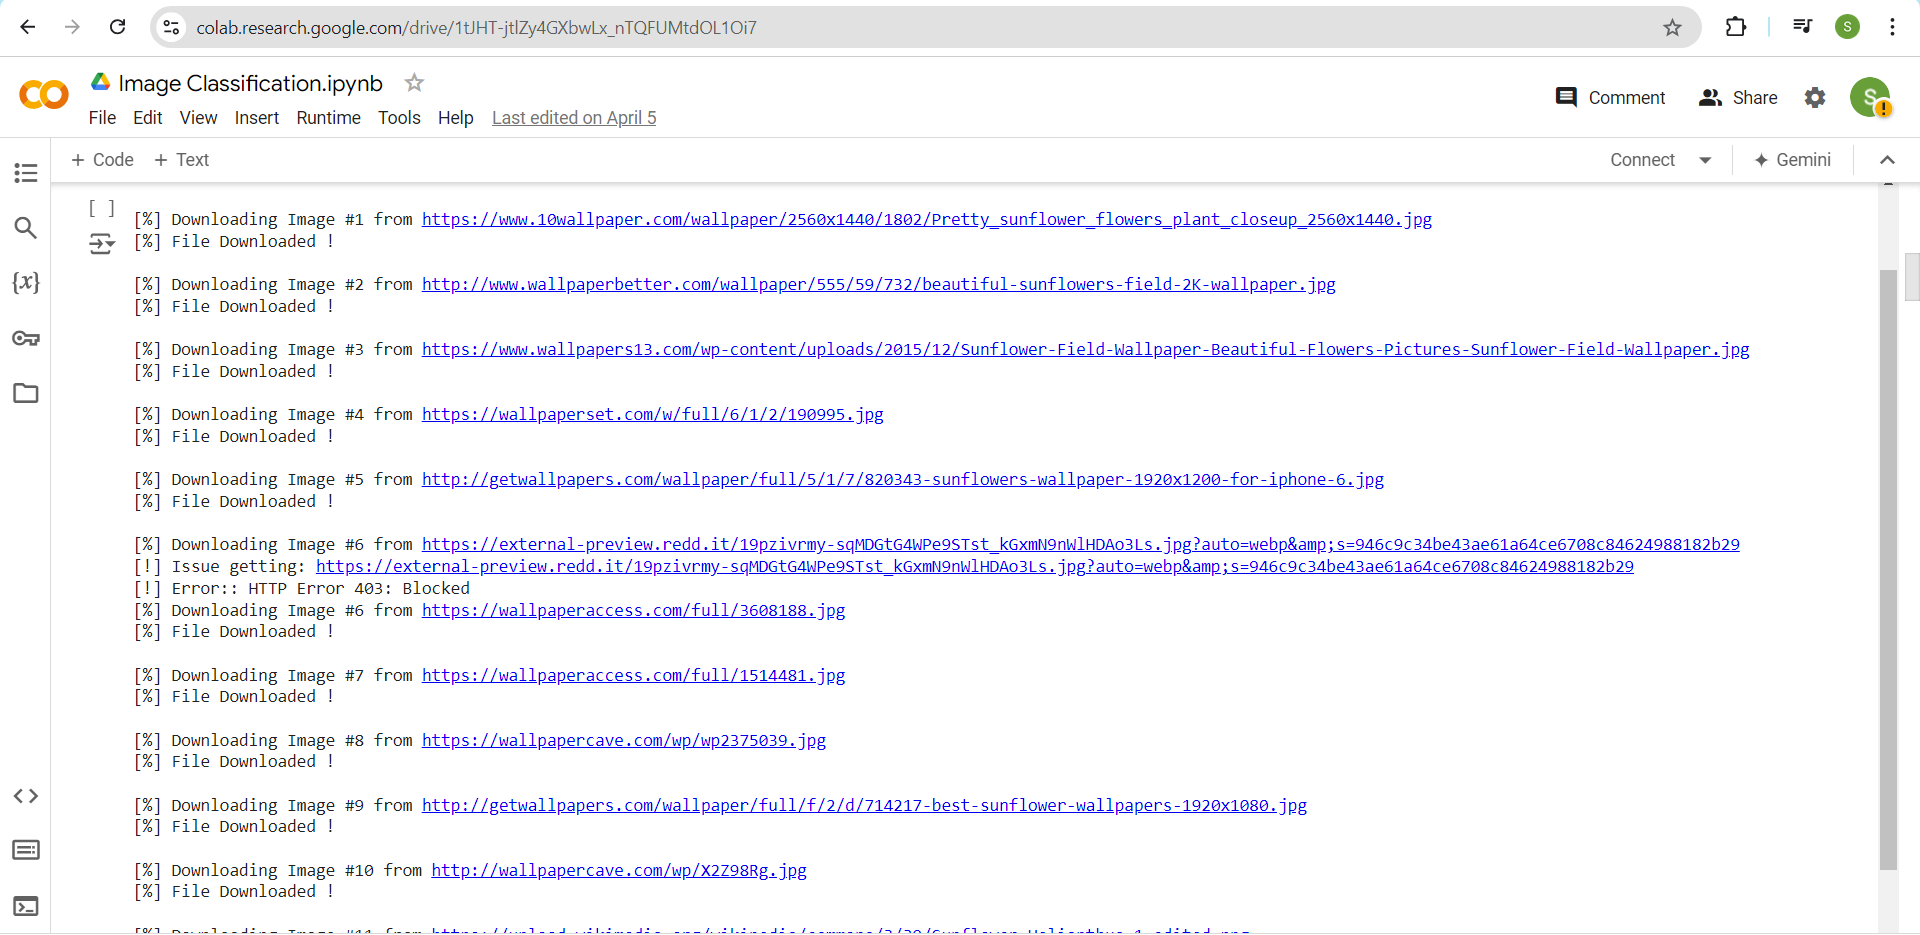 colab.research.google.com/drive/1tJHT-jtlZy4GXbwLx_nTQFUMtdOL1Oi7
S
Image Classification.ipynb
File Edit View Insert Runtime Tools Help Last edited on April 5
Comment Share S
+ Code + Text
Connect Gemini
[ ]
[%] Downloading Image #1 from https://www.10wallpaper.com/wallpaper/2560x1440/1802/Pretty_sunflower_flowers_plant_closeup_2560x1440.jpg
[%] File Downloaded !
[%] Downloading Image #2 from http://www.wallpaperbetter.com/wallpaper/555/59/732/beautiful-sunflowers-field-2K-wallpaper.jpg
[%] File Downloaded !
[%] Downloading Image #3 from https://www.wallpapers13.com/wp-content/uploads/2015/12/Sunflower-Field-Wallpaper-Beautiful-Flowers-Pictures-Sunflower-Field-Wallpaper.jpg
[%] File Downloaded !
[%] Downloading Image #4 from https://wallpaperset.com/w/full/6/1/2/190995.jpg
[%] File Downloaded !
[%] Downloading Image #5 from http://getwallpapers.com/wallpaper/full/5/1/7/820343-sunflowers-wallpaper-1920x1200-for-iphone-6.jpg
[%] File Downloaded !
[%] Downloading Image #6 from https://external-preview.redd.it/19pzivrmy-sqMDGtG4WPe9STst_kGxmN9nWlHDAo3Ls.jpg?auto=webp&amp;s=946c9c34be43ae61a64ce6708c84624988182b29
[!] Issue getting: https://external-preview.redd.it/19pzivrmy-sqMDGtG4WPe9STst_kGxmN9nWlHDAo3Ls.jpg?auto=webp&amp;s=946c9c34be43ae61a64ce6708c84624988182b29
[!] Error:: HTTP Error 403: Blocked
[%] Downloading Image #6 from https://wallpaperaccess.com/full/3608188.jpg
[%] File Downloaded !
[%] Downloading Image #7 from https://wallpaperaccess.com/full/1514481.jpg
[%] File Downloaded !
[%] Downloading Image #8 from https://wallpapercave.com/wp/wp2375039.jpg
[%] File Downloaded !
[%] Downloading Image #9 from http://getwallpapers.com/wallpaper/full/f/2/d/714217-best-sunflower-wallpapers-1920x1080.jpg
[%] File Downloaded !
[%] Downloading Image #10 from http://wallpapercave.com/wp/X2Z98Rg.jpg
[%] File Downloaded !
[%] Downloading Image #11 from